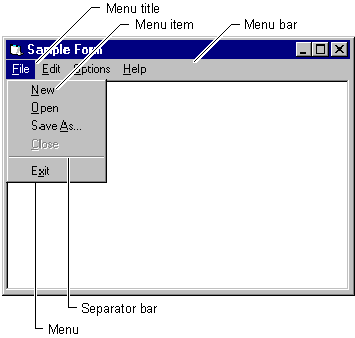 Menu title
Menu item
Menu bar
Sample Form
File Edit Options Help
New
Open
Save As...
Close
Exit
Separator bar
Menu